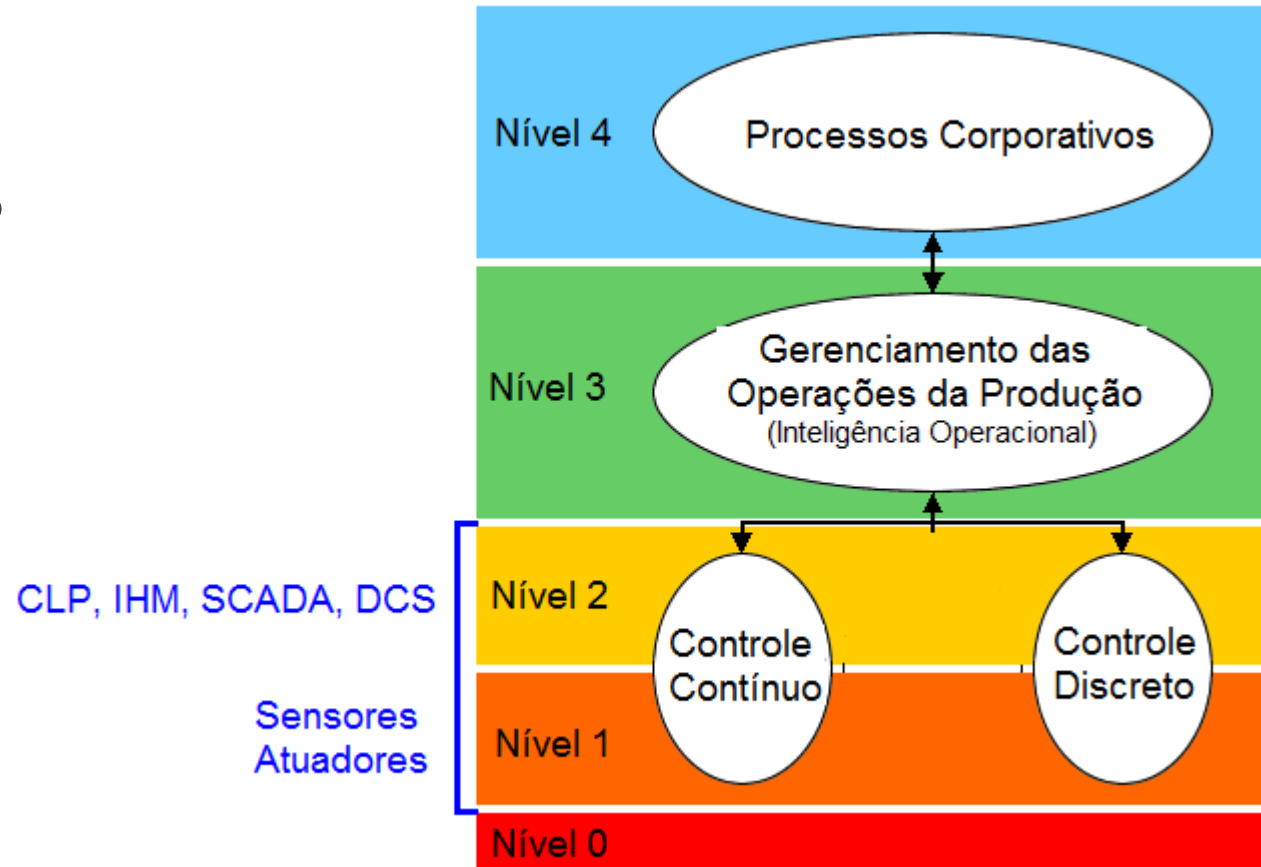 Nível 4
Processos Corporativos
Nível 3
Gerenciamento das
Operações da Produção
(Inteligência Operacional)
CLP, IHM, SCADA, DCS
Nível 2
Controle
Contínuo
Controle
Discreto
Sensores
Atuadores
Nível 1
Nível 0